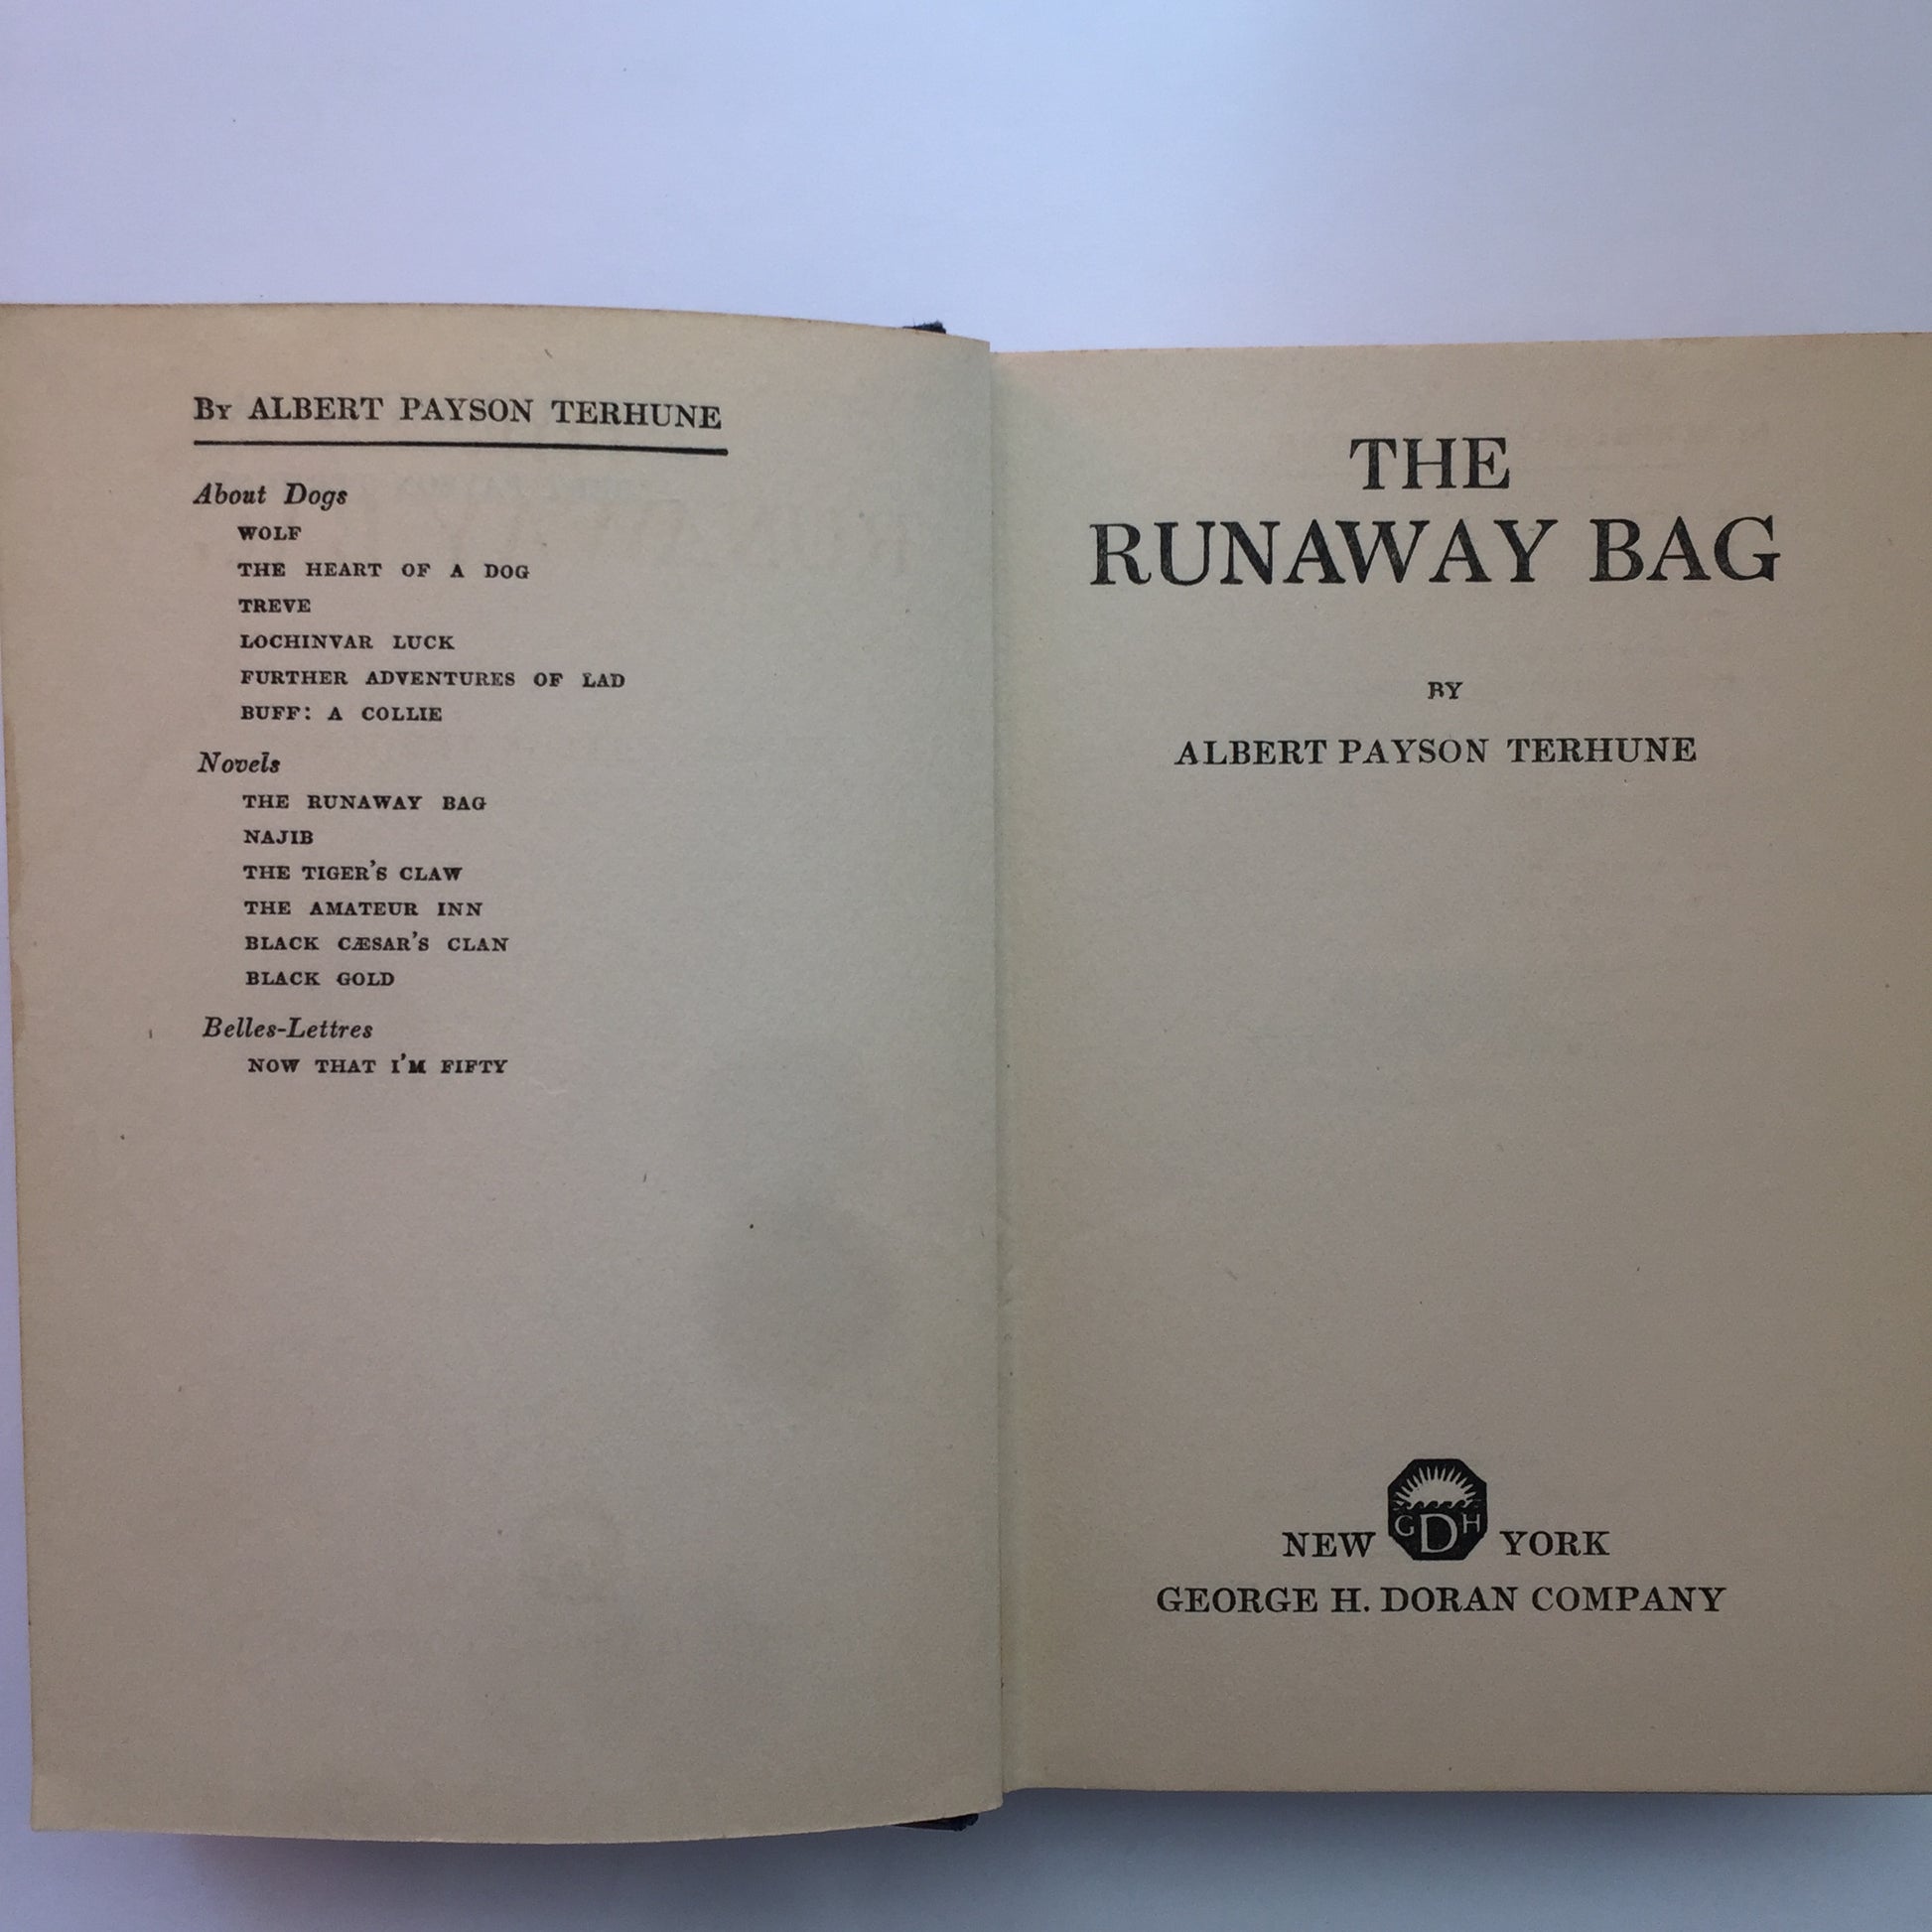 By ALBERT PAYSON TERHUNE
About Dogs
WOLF
THE HEART OF A DOG
TREVE
LOCHINVAR LUCK
FURTHER ADVENTURES OF LAD
BUFF: A COLLIE
Novels
THE RUNAWAY BAG
NAJIB
THE TIGER'S CLAW
THE AMATEUR INN
BLACK CÆSAR'S CLAN
BLACK GOLD
Belles-Lettres
NOW THAT I'M FIFTY
THE
RUNAWAY BAG
BY
ALBERT PAYSON TERHUNE
NEW GDH YORK
GEORGE H. DORAN COMPANY